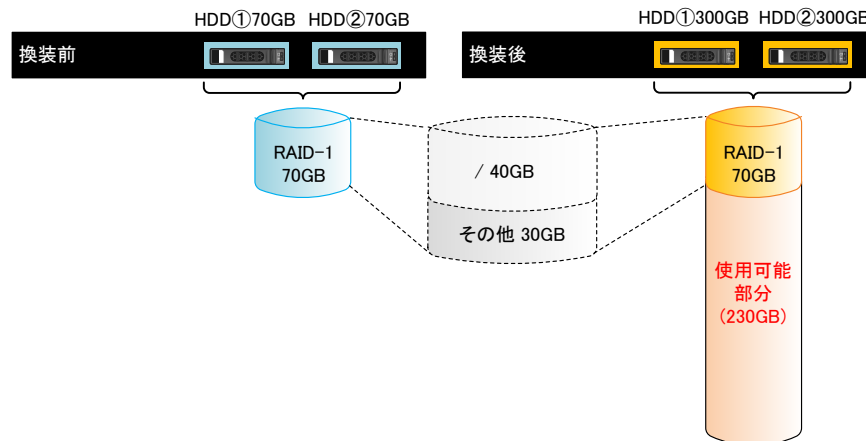 HDD①70GB HDD②70GB
HDD①300GB HDD②300GB
換装前
換装後
RAID-1
70GB
/ 40GB
その他 30GB
RAID-1
70GB
使用可能
部分
(230GB)